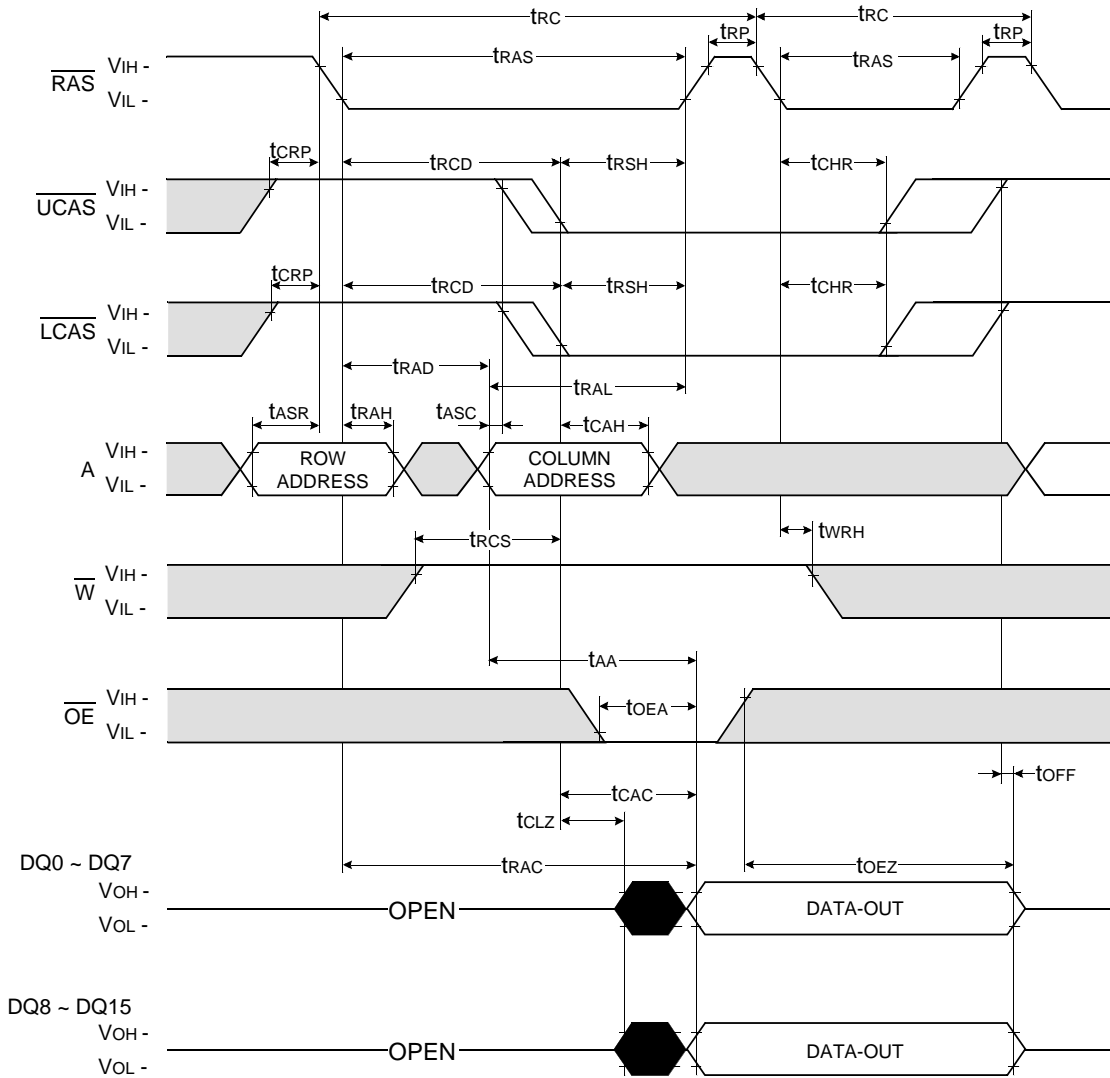 tRC tRC
tRP tRP
tRAS tRAS
RAS VIH -
VIL -
tCRP tRCD tRSH tCHR
UCAS VIH -
VIL -
tCRP tRCD tRSH tCHR
LCAS VIH -
VIL -
tRAD tRAL
tASR tRAH tASC tCAH
A VIH -
VIL -
ROW
ADDRESS
COLUMN
ADDRESS
tRCS tWRH
W VIH -
VIL -
tAA
OE VIH -
VIL -
tOEA
tCAC tOFF
tCLZ
tRAC tOEZ
DQ0 ~ DQ7
VOH -
VOL -
OPEN DATA-OUT
DQ8 ~ DQ15
VOH -
VOL -
OPEN DATA-OUT